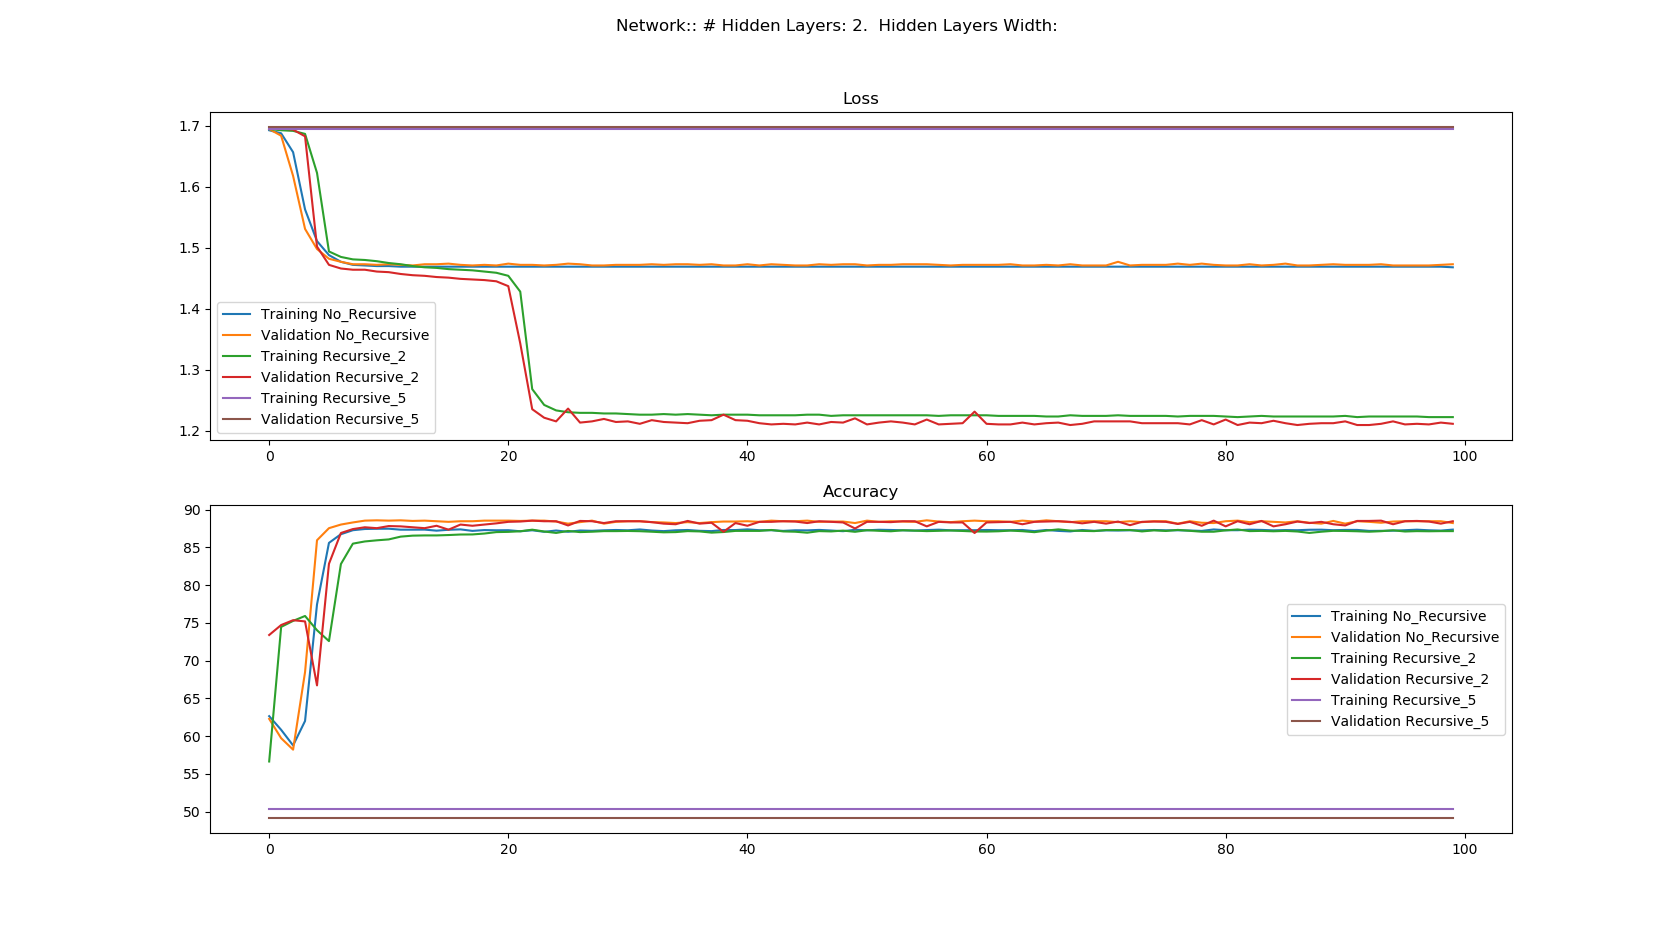 Network:: # Hidden Layers: 2.  Hidden Layers Width:
Loss
1.7
1.6
1.5
1.4
1.3
1.2
Training No_Recursive
Validation No_Recursive
Training Recursive_2
Validation Recursive_2
Training Recursive_5
Validation Recursive_5
0 20 40 60 80 100
Accuracy
90
85
80
75
70
65
60
55
50
Training No_Recursive
Validation No_Recursive
Training Recursive_2
Validation Recursive_2
Training Recursive_5
Validation Recursive_5
0 20 40 60 80 100